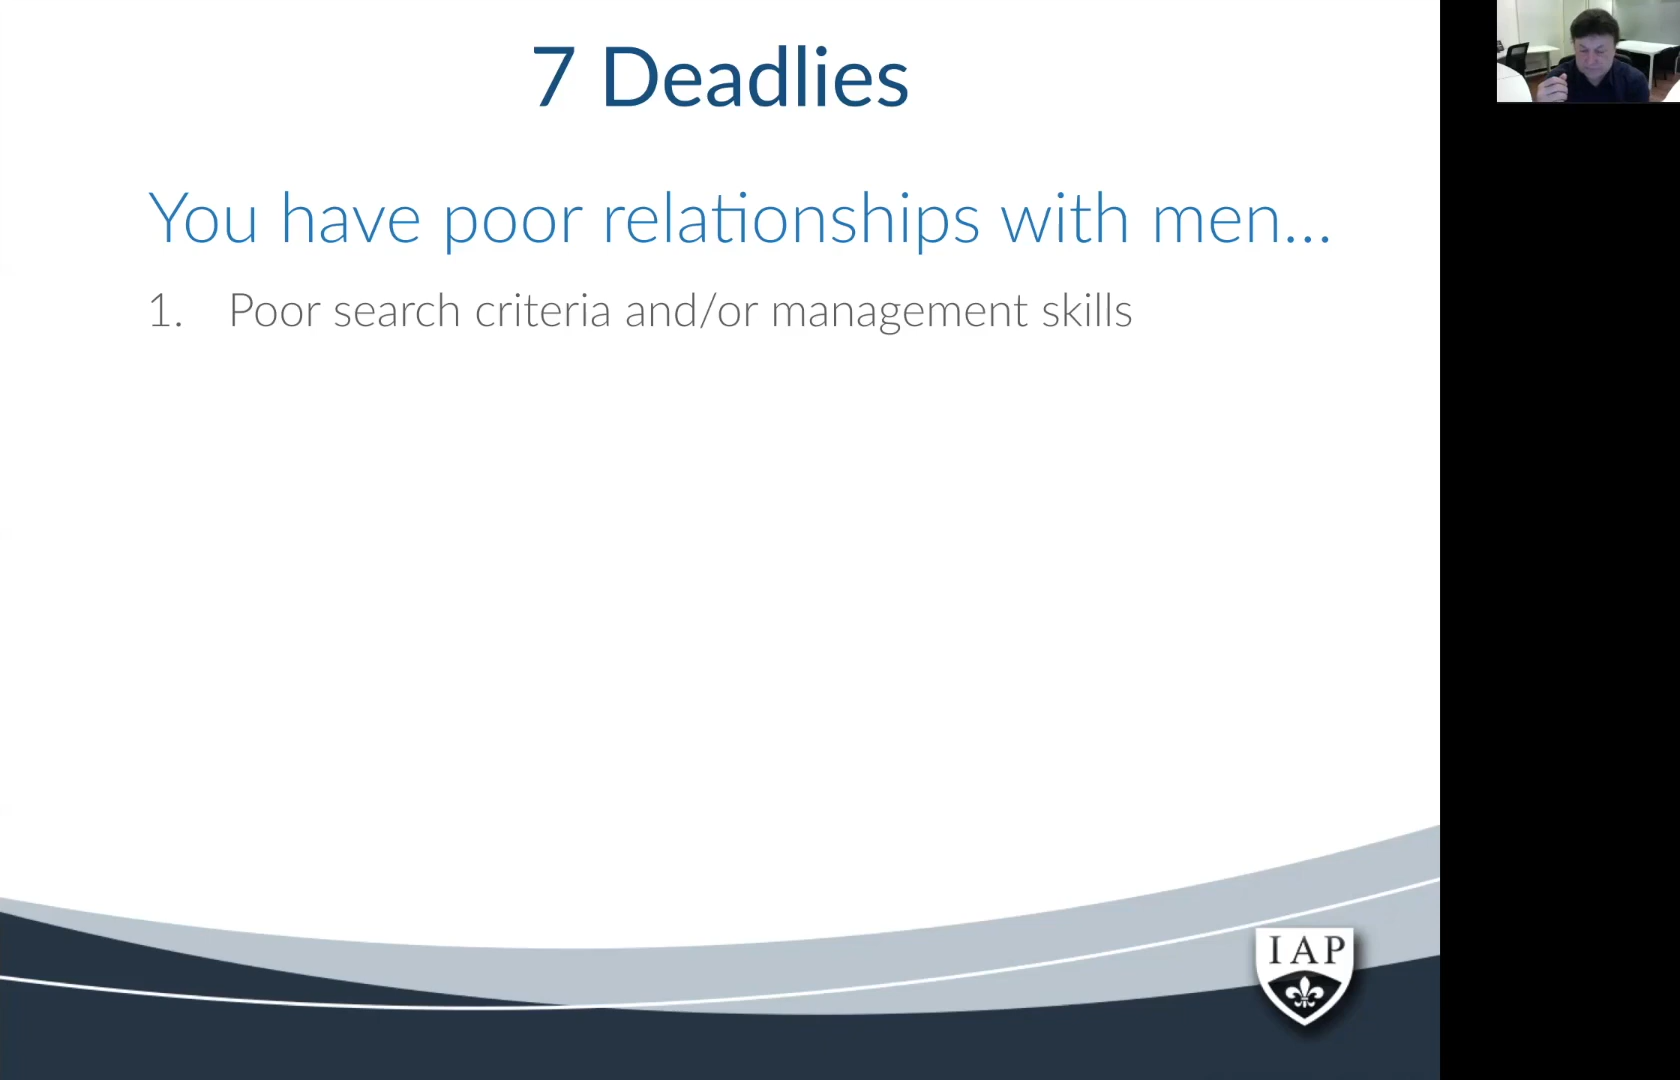 7 Deadlies
You have poor relationships with men...
1. Poor search criteria and/or management skills
IAP